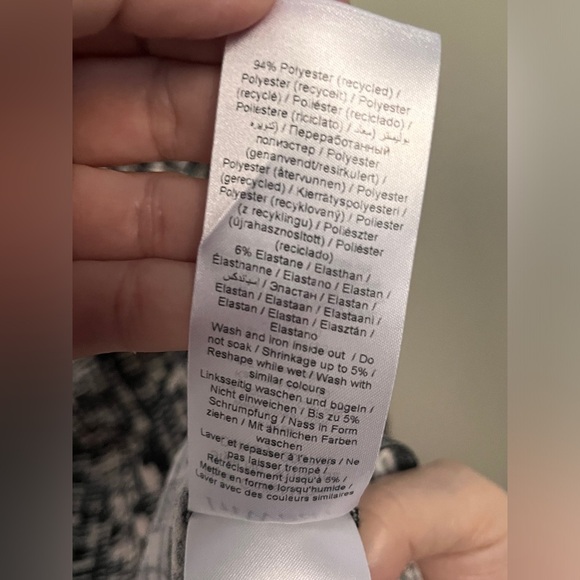 94% Polyester (recycled) /
Polyester (recycelt) / Polyester
(recyclé) / Poliéster (reciclado) /
Poliestere (riciclato) / بوليستر (معاد
تدويره) / Переработанный
полиэстер / Polyester
(genanvendt/resirkulert) /
Polyester (återvunnen) / Polyester
(gerecycled) / Kierrätyspolyesteri /
Polyester (recyklovaný) / Poliester
(z recyklingu) / Poliészter
(újrahasznosított) / Poliéster
(reciclado)
6% Elastane / Elasthan /
Élasthanne / Elastano / Elastan /
/ Эластан / Elastan /
Elastan / Elastaan / Elastaani /
Elastan / Elastan / Elasztán /
Elastano
Wash and iron inside out / Do
not soak / Shrinkage up to 5% /
Reshape while wet / Wash with
similar colours
Linksseitig waschen und bügeln /
Nicht einweichen / Bis zu 5%
Schrumpfung / Nass in Form
ziehen / Mit ähnlichen Farben
waschen
Laver et repasser à l'envers / Ne
pas laisser trempé /
Rétrécissement jusqu'à 5% /
Mettre en forme lorsqu'humide /
Laver avec des couleurs similaires